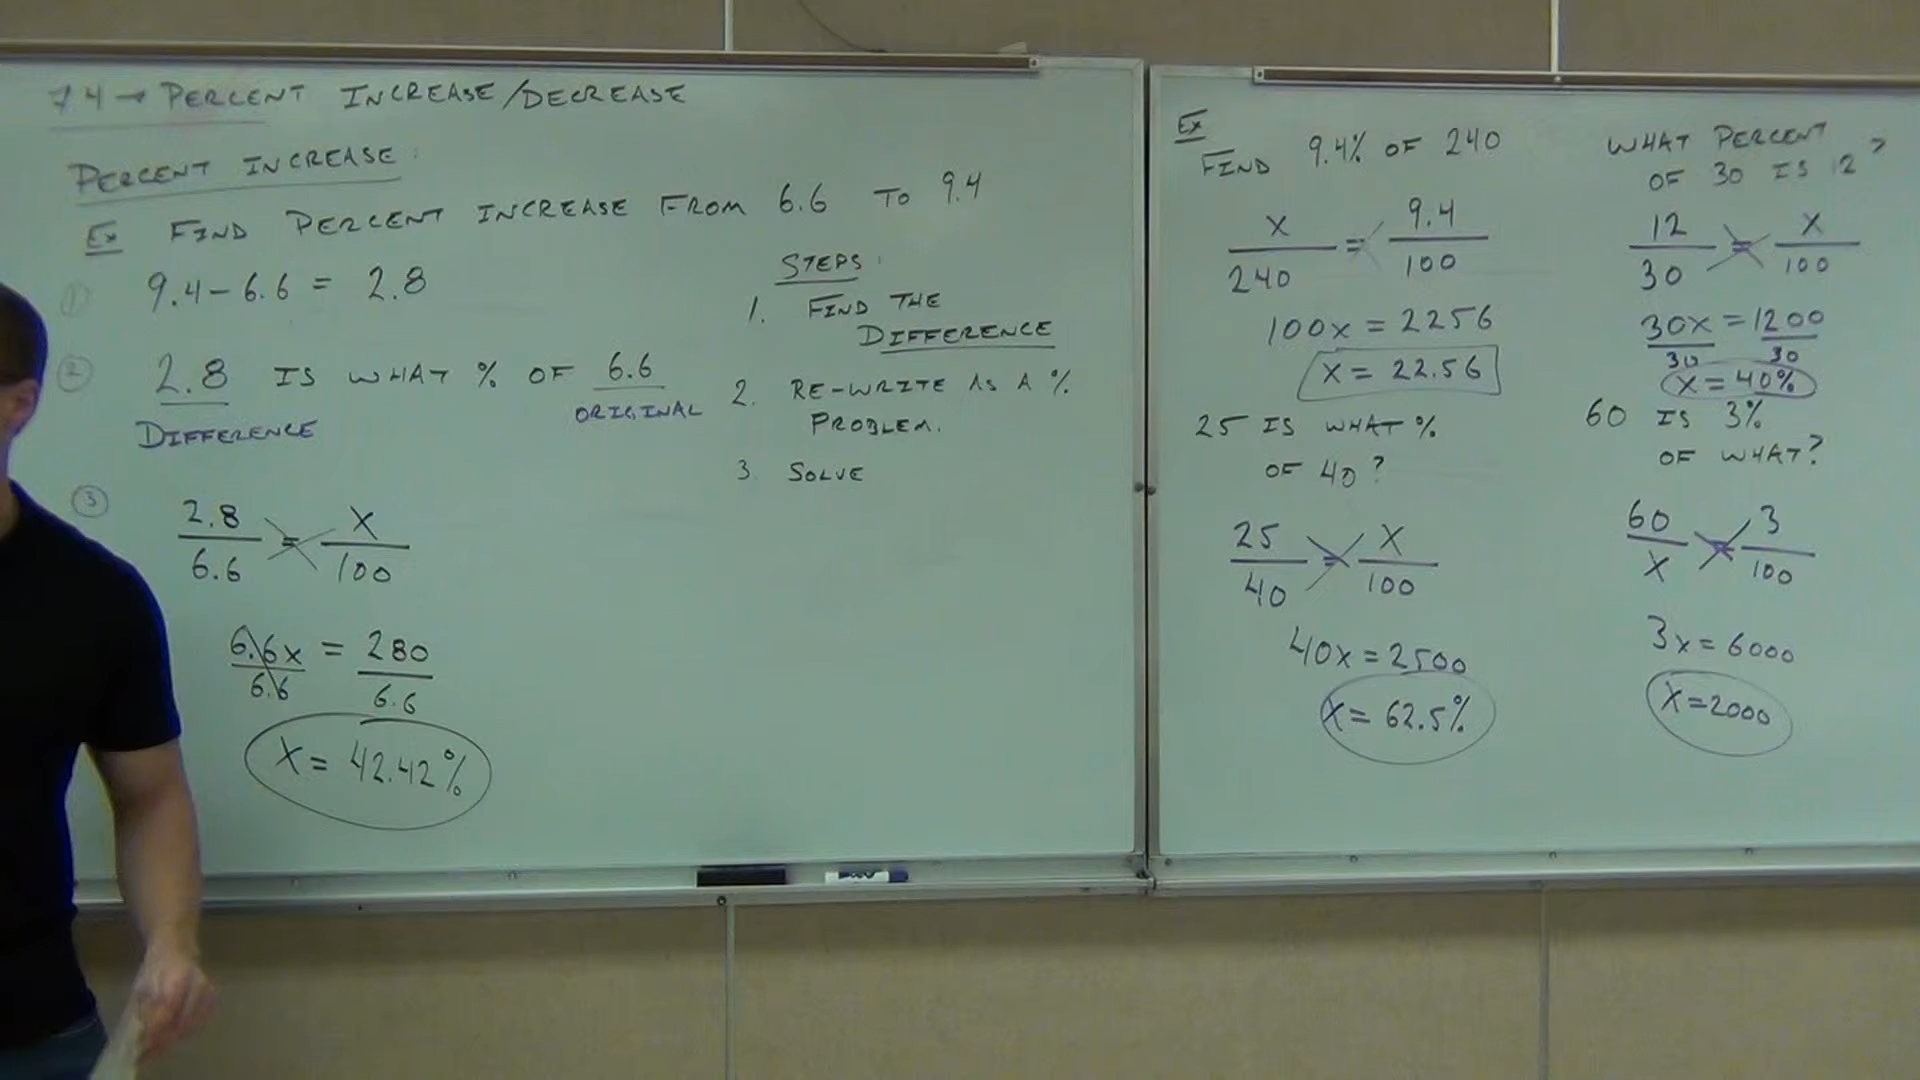 7.4 → PERCENT INCREASE/DECREASE
PERCENT INCREASE:
Ex FIND PERCENT INCREASE FROM 6.6 TO 9.4
① 9.4 - 6.6 = 2.8
② 2.8 IS WHAT % OF 6.6
DIFFERENCE ORIGINAL
③ 2.8/6.6 = X/100
6.6x/6.6 = 280/6.6
X = 42.42%
STEPS:
1. FIND THE
DIFFERENCE
2. RE-WRITE AS A %
PROBLEM.
3. SOLVE
Ex
FIND 9.4% OF 240
X/240 = 9.4/100
100x = 2256
X = 22.56
25 IS WHAT %
OF 40?
25/40 = X/100
40x = 2500
X = 62.5%
WHAT PERCENT
OF 30 IS 12?
12/30 = X/100
30x/30 = 1200/30
X = 40%
60 IS 3%
OF WHAT?
60/X = 3/100
3x = 6000
X = 2000